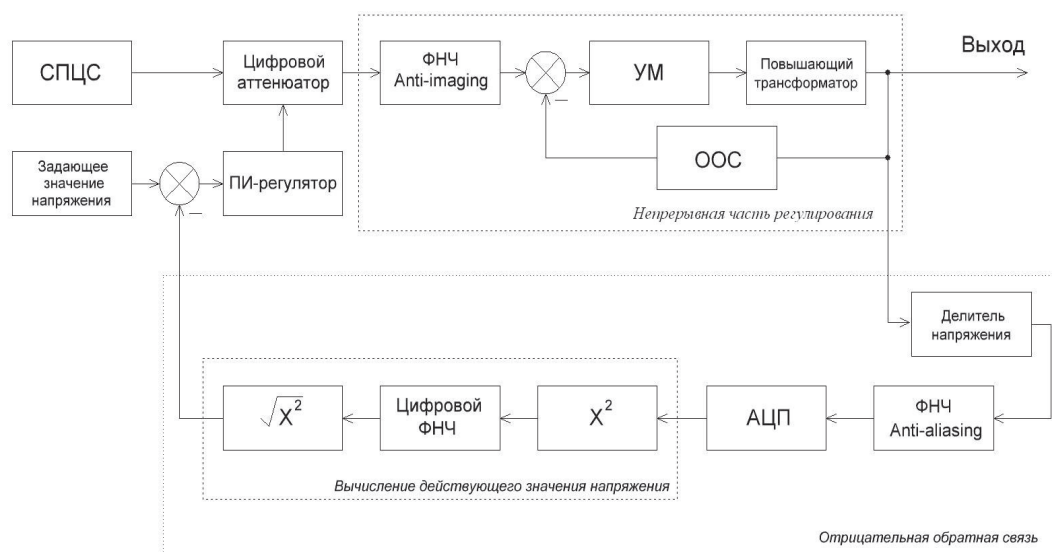 СПЦС
Цифровой
аттенюатор
ФНЧ
Anti-imaging
УМ
Повышающий
трансформатор
Выход
Задающее
значение
напряжения
ПИ-регулятор
ООС
Непрерывная часть регулирования
Делитель
напряжения
√X²
Цифровой
ФНЧ
X²
АЦП
ФНЧ
Anti-aliasing
Вычисление действующего значения напряжения
Отрицательная обратная связь